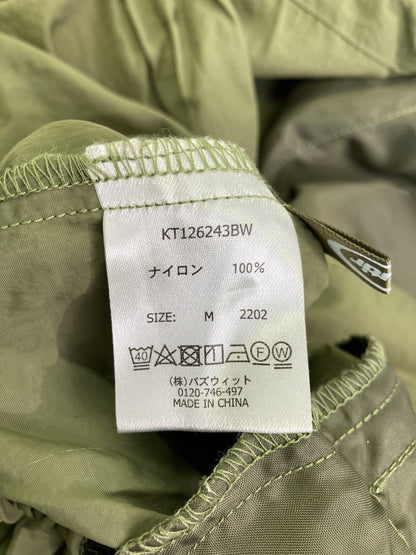 KT126243BW
ナイロン 100%
SIZE: M 2202
40 F W
(株)バズウィット
0120-746-497
MADE IN CHINA